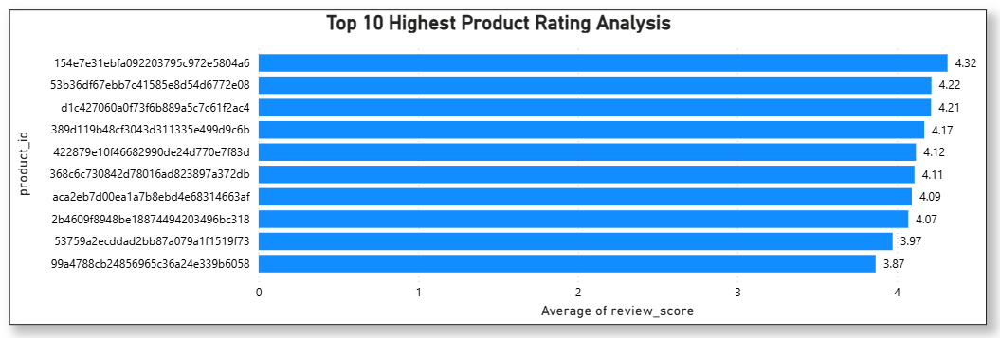 Top 10 Highest Product Rating Analysis
product_id
154e7e31ebfa092203795c972e5804a6 4.32
53b36df67ebb7c41585e8d54d6772e08 4.22
d1c427060a0f73f6b889a5c7c61f2ac4 4.21
389d119b48cf3043d311335e499d9c6b 4.17
422879e10f46682990de24d770e7f83d 4.12
368c6c730842d78016ad823897a372db 4.11
aca2eb7d00ea1a7b8ebd4e68314663af 4.09
2b4609f8948be18874494203496bc318 4.07
53759a2ecddad2bb87a079a1f1519f73 3.97
99a4788cb24856965c36a24e339b6058 3.87
0 1 2 3 4
Average of review_score